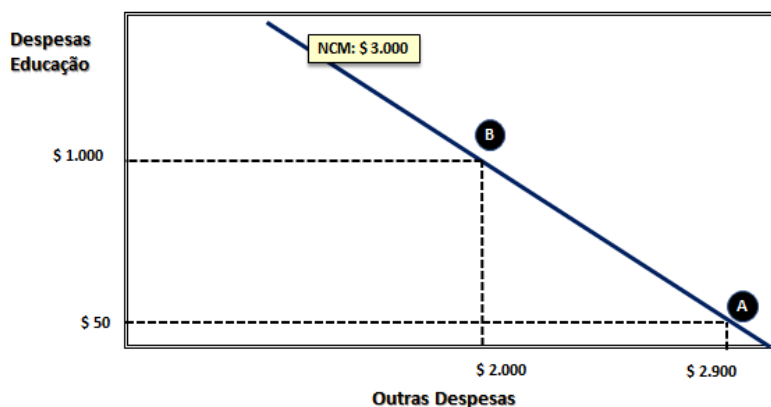 Despesas
Educação
NCM: $ 3.000
B
$ 1.000
A
$ 50
$ 2.000
$ 2.900
Outras Despesas